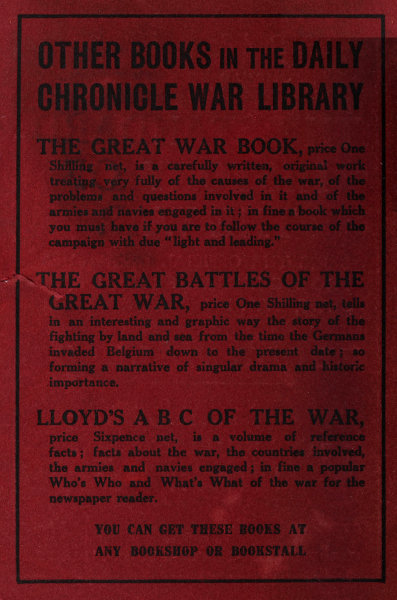 OTHER BOOKS IN THE DAILY
CHRONICLE WAR LIBRARY
THE GREAT WAR BOOK, price One
Shilling net, is a carefully written, original work
treating very fully of the causes of the war, of the
problems and questions involved in it and of the
armies and navies engaged in it; in fine a book which
you must have if you are to follow the course of the
campaign with due "light and leading."
THE GREAT BATTLES OF THE
GREAT WAR, price One Shilling net, tells
in an interesting and graphic way the story of the
fighting by land and sea from the time the Germans
invaded Belgium down to the present date; so
forming a narrative of singular drama and historic
importance.
LLOYD'S A B C OF THE WAR,
price Sixpence net, is a volume of reference
facts; facts about the war, the countries involved,
the armies and navies engaged; in fine a popular
Who's Who and What's What of the war for the
newspaper reader.
YOU CAN GET THESE BOOKS AT
ANY BOOKSHOP OR BOOKSTALL